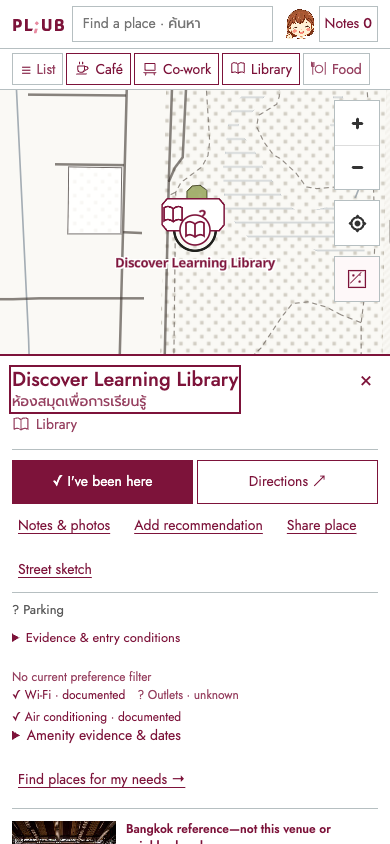 PL;UB
Find a place · ค้นหา
Notes 0
≡ List
Café
Co-work
Library
Food
+
−
?
Discover Learning Library
Discover Learning Library
×
ห้องสมุดเพื่อการเรียนรู้
Library
✓ I've been here
Directions ↗
Notes & photos
Add recommendation
Share place
Street sketch
? Parking
▶ Evidence & entry conditions
No current preference filter
✓ Wi-Fi · documented ? Outlets · unknown
✓ Air conditioning · documented
▶ Amenity evidence & dates
Find places for my needs →
Bangkok reference—not this venue or